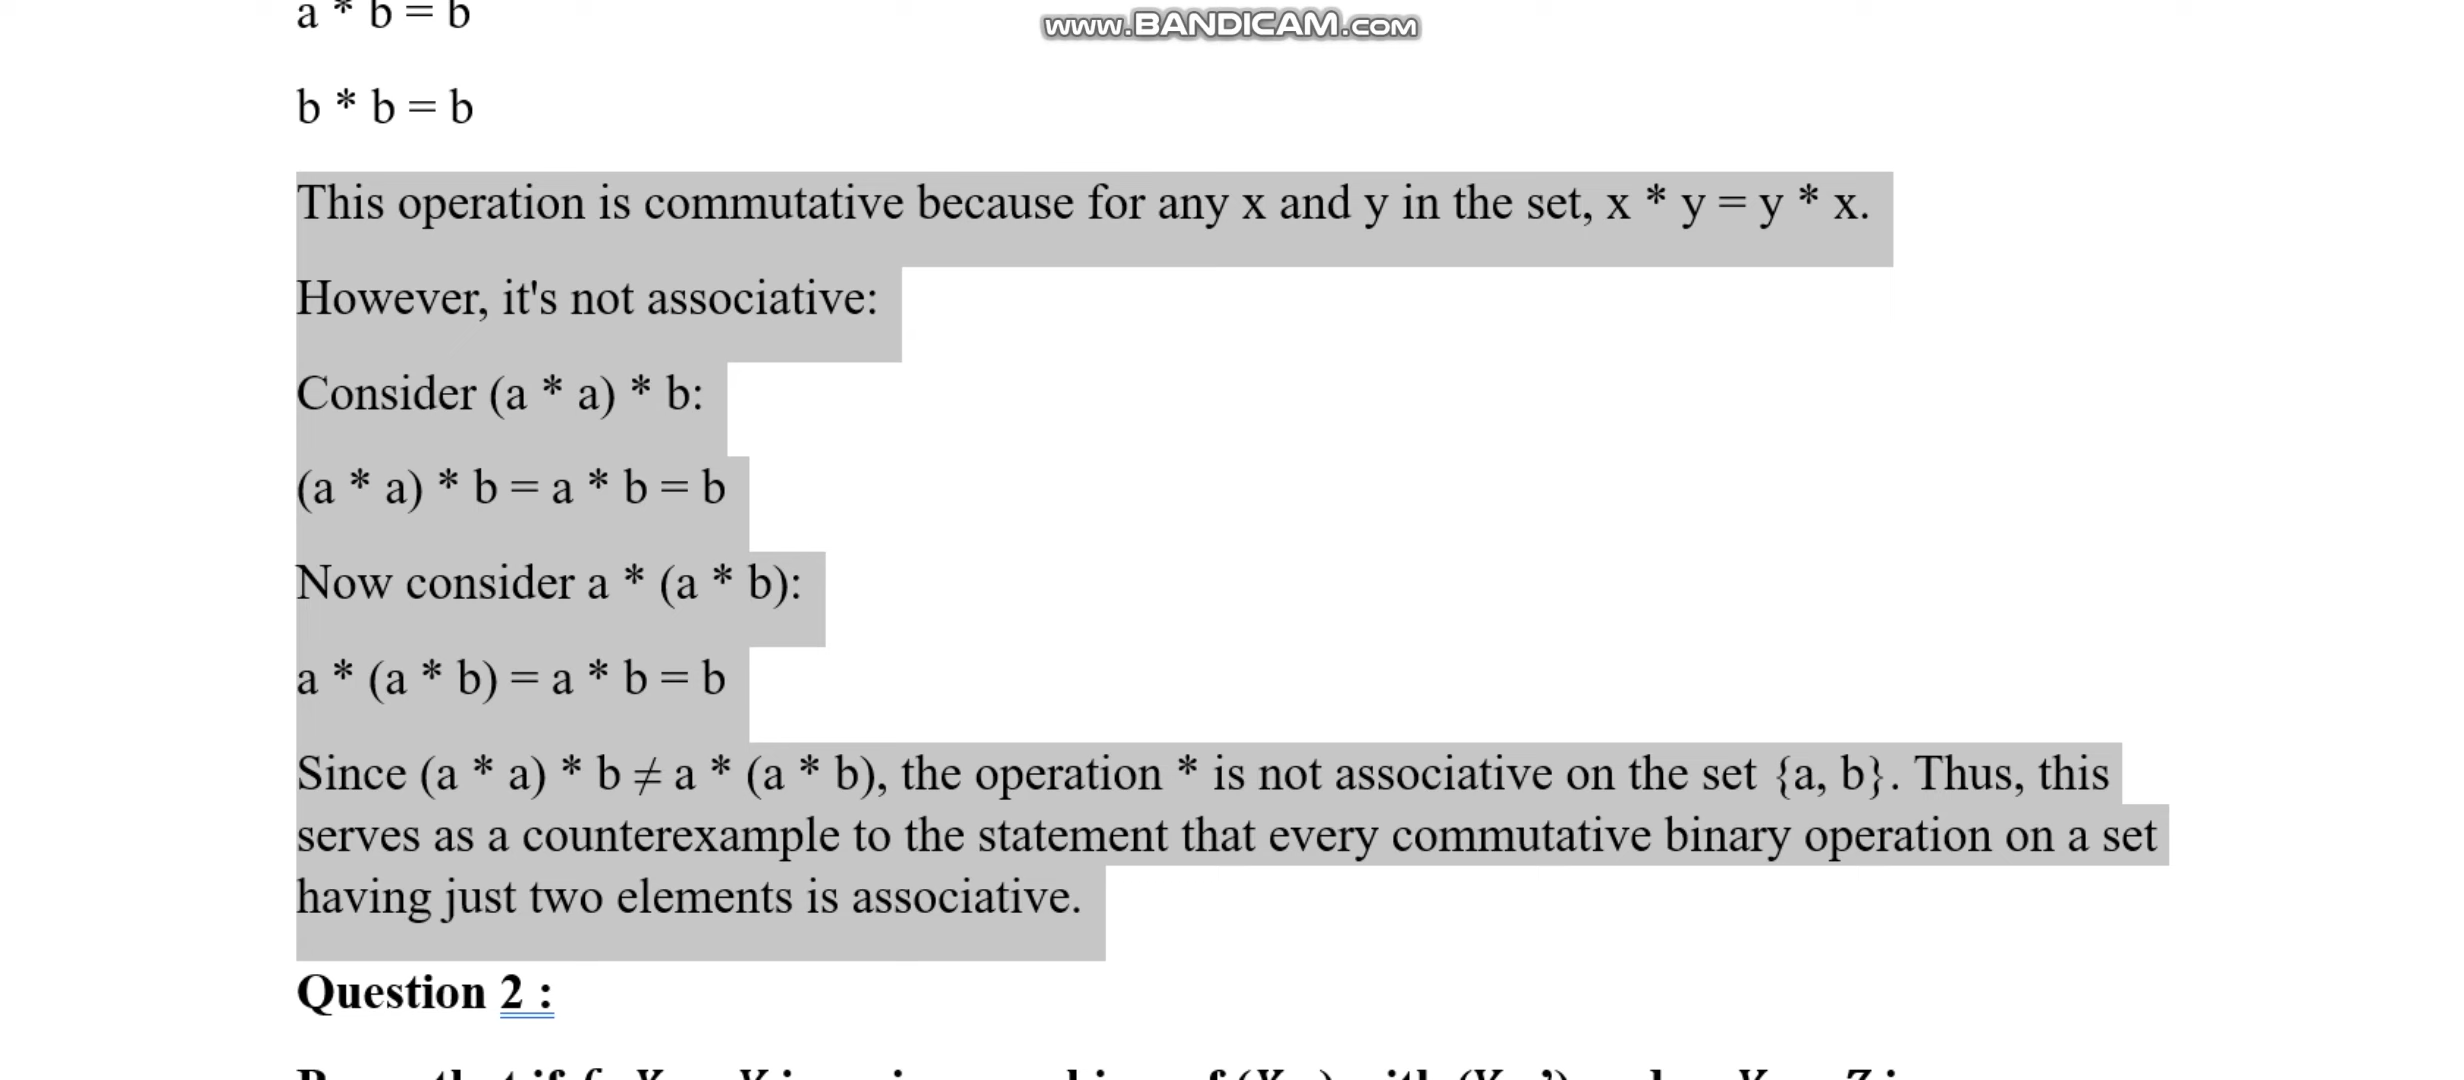 a * b = b
www.BANDICAM.com
b * b = b
This operation is commutative because for any x and y in the set, x * y = y * x.
However, it's not associative:
Consider (a * a) * b:
(a * a) * b = a * b = b
Now consider a * (a * b):
a * (a * b) = a * b = b
Since (a * a) * b ≠ a * (a * b), the operation * is not associative on the set {a, b}. Thus, this
serves as a counterexample to the statement that every commutative binary operation on a set
having just two elements is associative.
Question 2 :